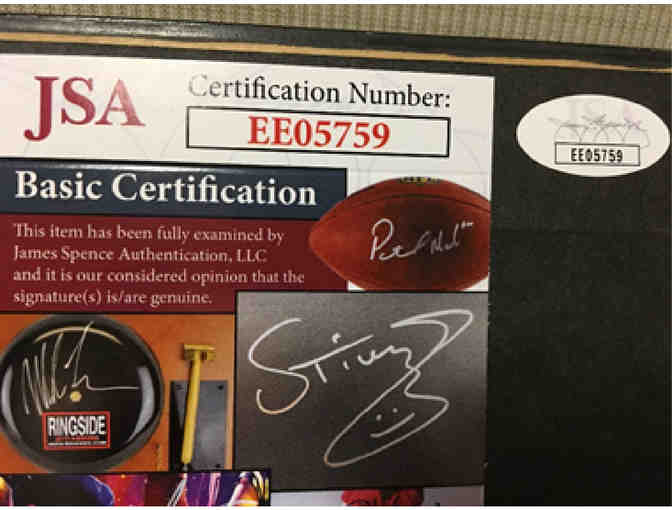 JSA
Certification Number:
EE05759
JSA
EE05759
Basic Certification
This item has been fully examined by
James Spence Authentication, LLC
and it is our considered opinion that the
signature(s) is/are genuine.
RINGSIDE